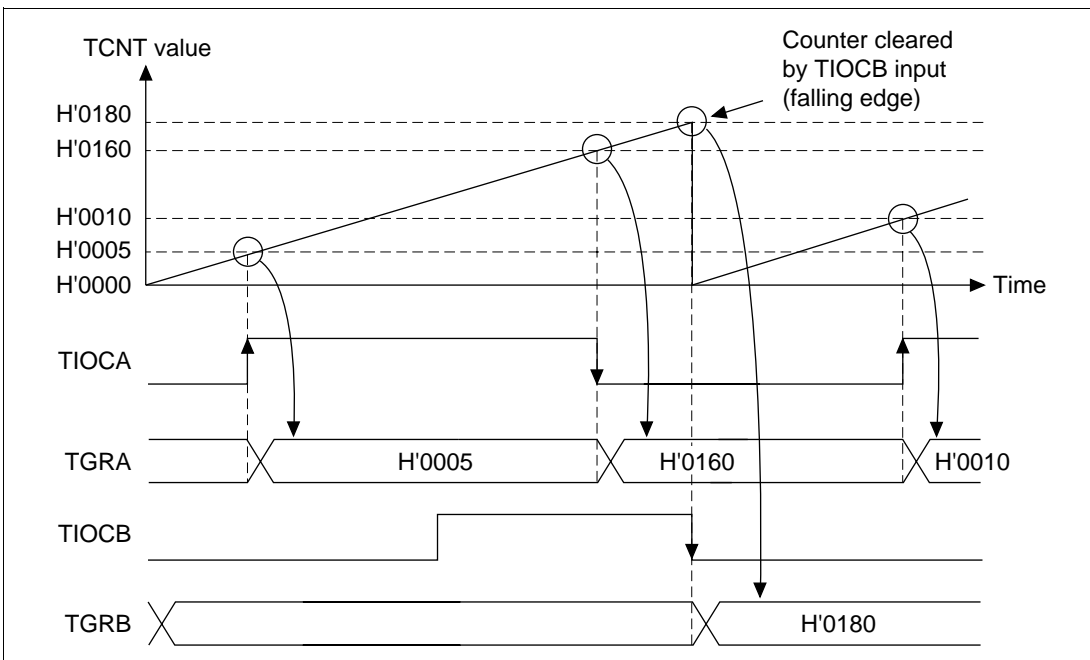 TCNT value
Counter cleared
by TIOCB input
(falling edge)
H'0180
H'0160
H'0010
H'0005
H'0000
Time
TIOCA
TGRA
H'0005
H'0160
H'0010
TIOCB
TGRB
H'0180